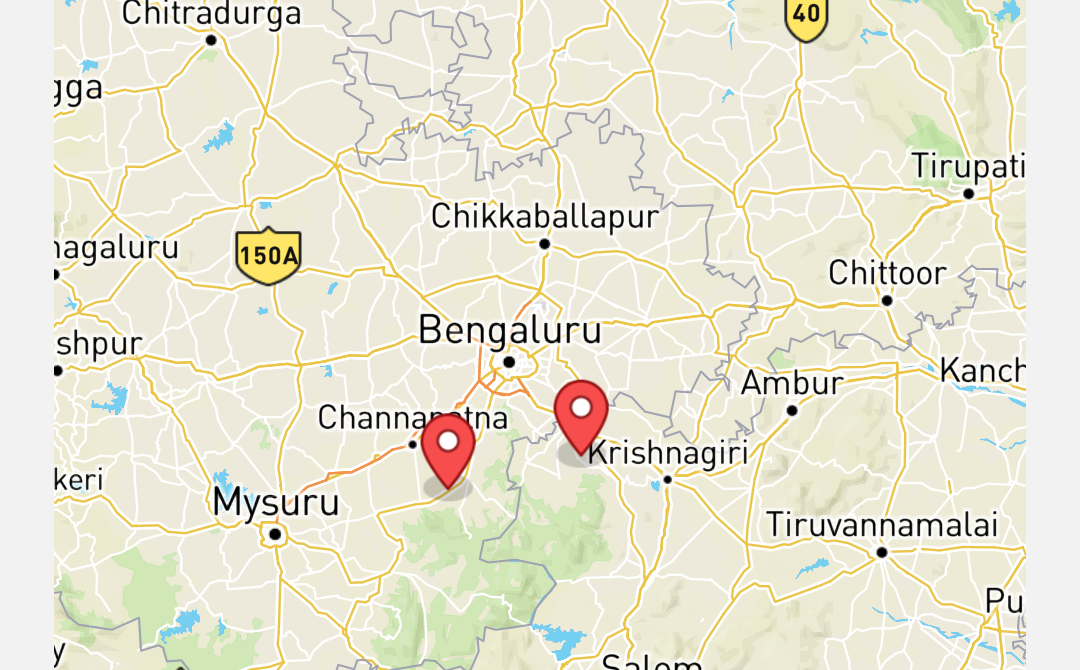 Chitradurga
40
gga
Tirupati
Chikkaballapur
nagaluru
150A
Chittoor
Bengaluru
shpur
Kanch
Ambur
Channapatna
Krishnagiri
keri
Mysuru
Tiruvannamalai
Pu
y
Salem